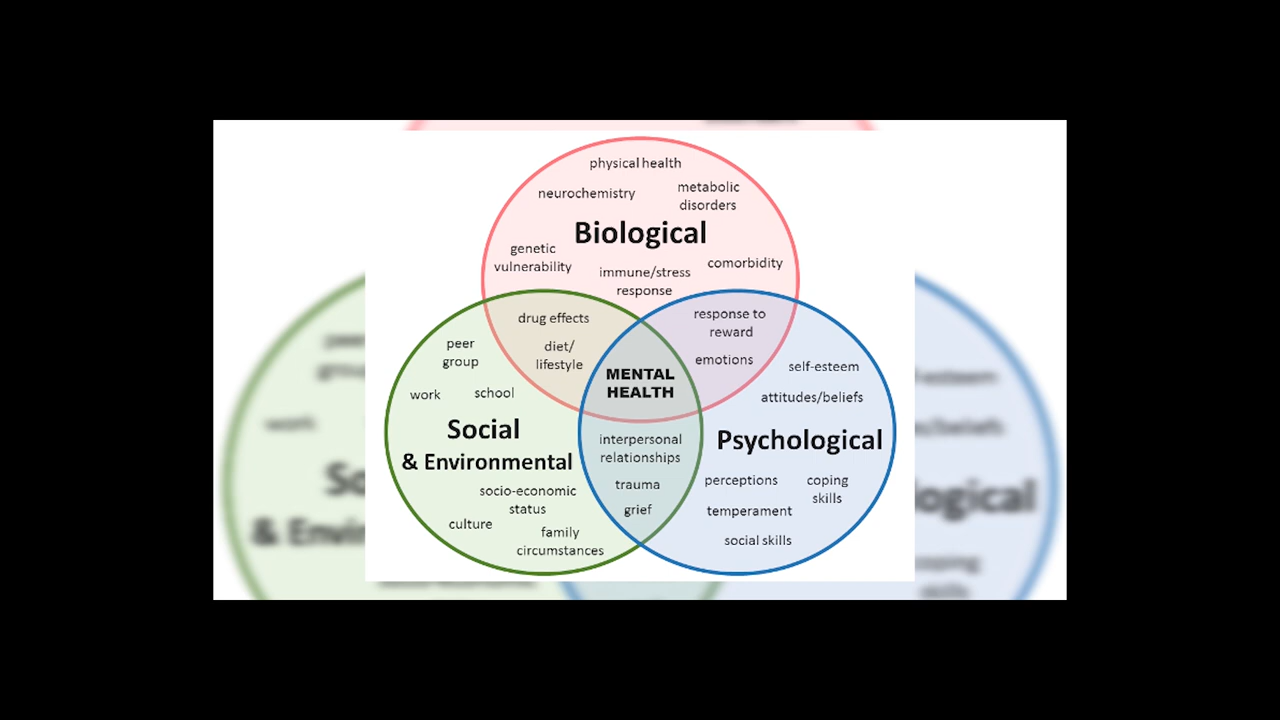 physical health
neurochemistry
metabolic
disorders
Biological
genetic
vulnerability
immune/stress
response
comorbidity
drug effects
diet/
lifestyle
response to
reward
emotions
MENTAL
HEALTH
peer
group
work
school
Social
& Environmental
socio-economic
status
culture
family
circumstances
interpersonal
relationships
trauma
grief
self-esteem
attitudes/beliefs
Psychological
perceptions
coping
skills
temperament
social skills